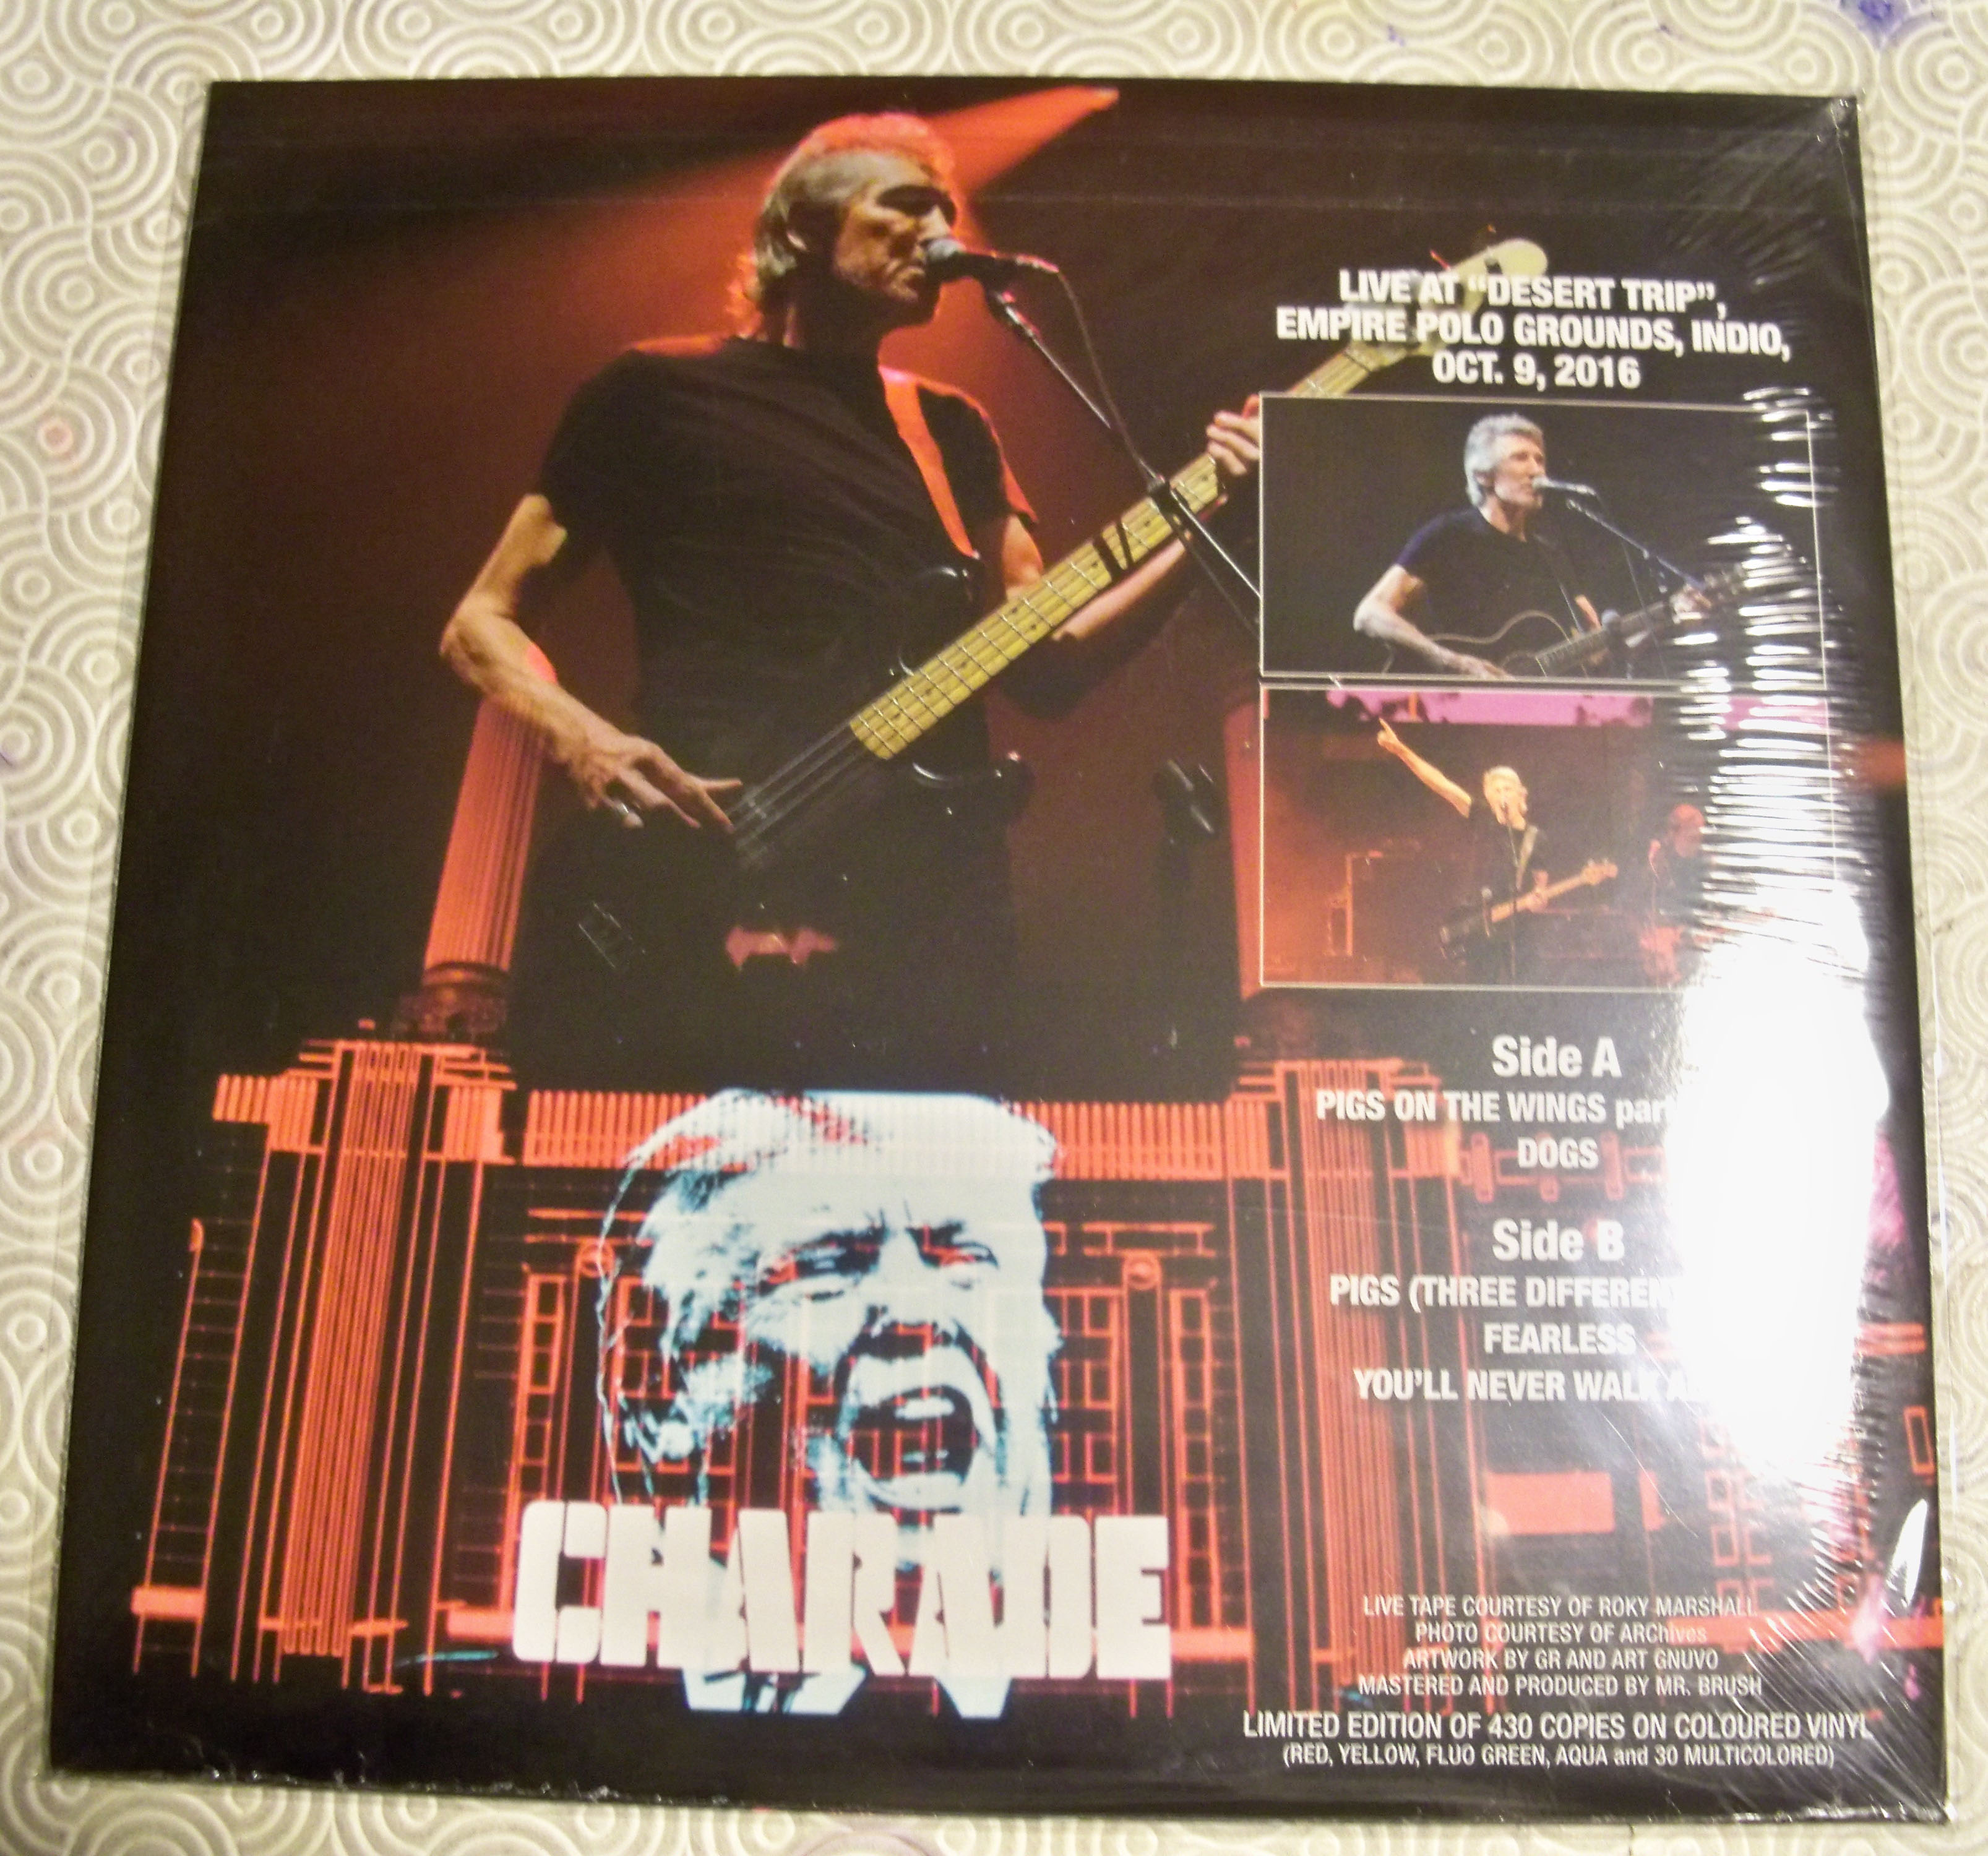 LIVE AT "DESERT TRIP",
EMPIRE POLO GROUNDS, INDIO,
OCT. 9, 2016
Side A
PIGS ON THE WINGS
DOGS
Side B
PIGS (THREE
FEARLESS
YOU'LL NEVER WALK
CHARADE
LIVE TAPE COURTESY OF ROKY MARSHALL
PHOTO COURTESY OF ARChives
ARTWORK BY GR AND ART GNUVO
MASTERED AND PRODUCED BY MR. BRUSH
LIMITED EDITION OF 430 COPIES ON COLOURED VINYL
(RED, YELLOW, FLUO GREEN, AQUA and 30 MULTICOLORED)